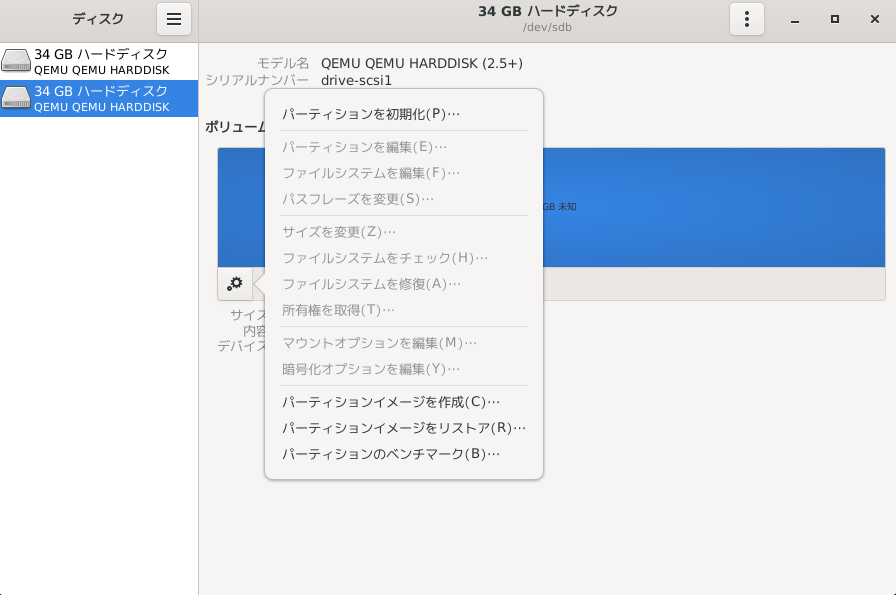 ディスク
34 GB ハードディスク
/dev/sdb
34 GB ハードディスク
QEMU QEMU HARDDISK
34 GB ハードディスク
QEMU QEMU HARDDISK
モデル名 QEMU QEMU HARDDISK (2.5+)
シリアルナンバー drive-scsi1
ボリューム
GB 未知
パーティションを初期化(P)…
パーティションを編集(E)…
ファイルシステムを編集(F)…
パスフレーズを変更(S)…
サイズを変更(Z)…
ファイルシステムをチェック(H)…
ファイルシステムを修復(A)…
所有権を取得(T)…
マウントオプションを編集(M)…
暗号化オプションを編集(Y)…
パーティションイメージを作成(C)…
パーティションイメージをリストア(R)…
パーティションのベンチマーク(B)…
サイズ
内容
デバイス